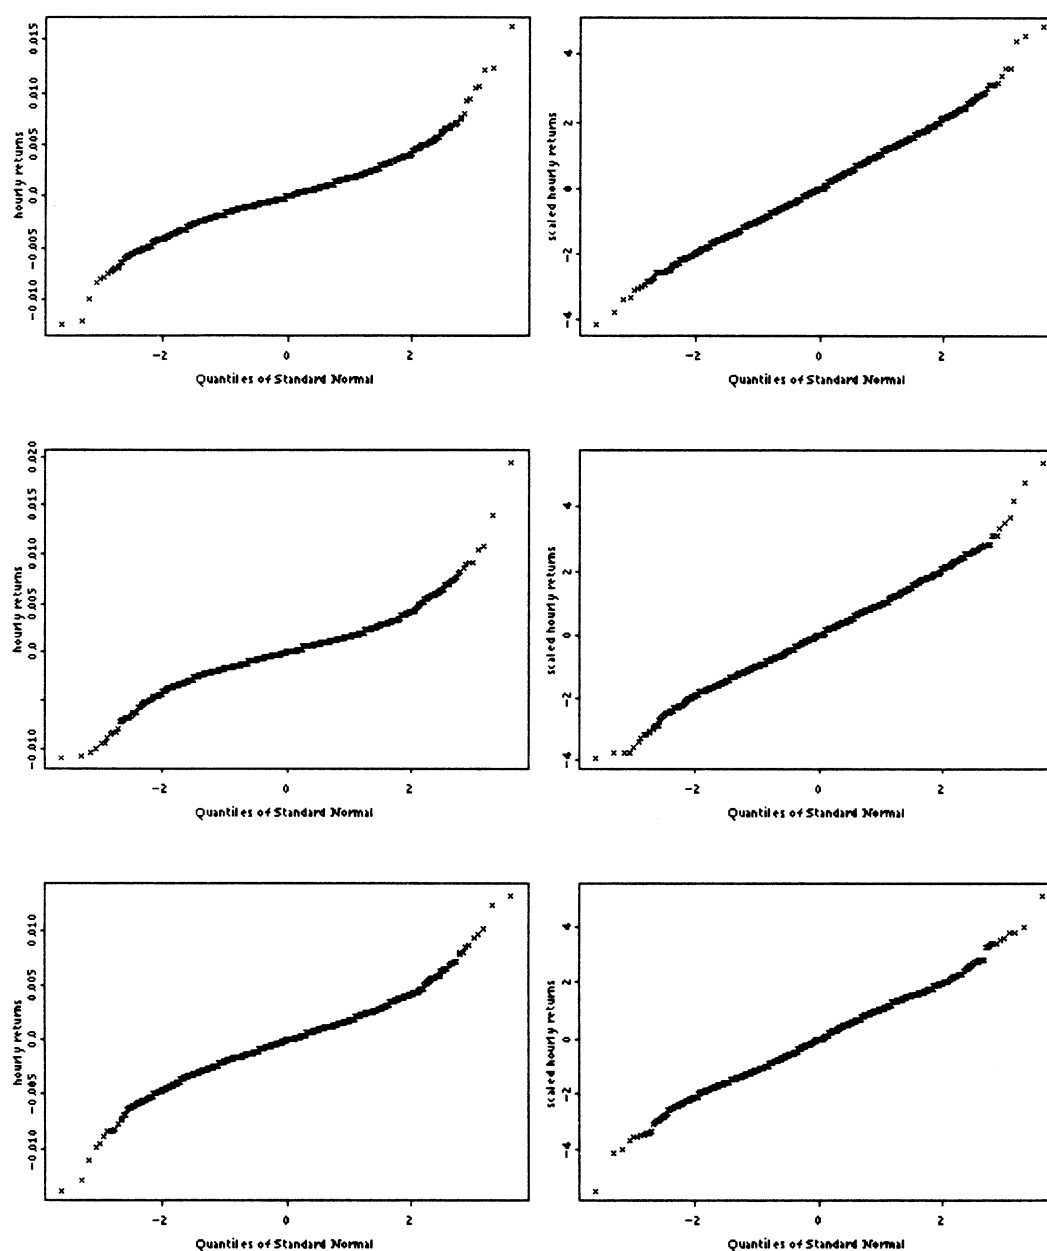 0.015
0.010
0.005
0.0
-0.005
-0.010
hourly returns
-2 0 2
Quantiles of Standard Normal
4
2
0
-2
-4
scaled hourly returns
-2 0 2
Quantiles of Standard Normal
0.020
0.015
0.010
0.005
0.0
-0.010
hourly returns
-2 0 2
Quantiles of Standard Normal
4
2
0
-2
-4
scaled hourly returns
-2 0 2
Quantiles of Standard Normal
0.010
0.005
0.0
-0.005
-0.010
hourly returns
-2 0 2
Quantiles of Standard Normal
4
2
0
-2
-4
scaled hourly returns
-2 0 2
Quantiles of Standard Normal